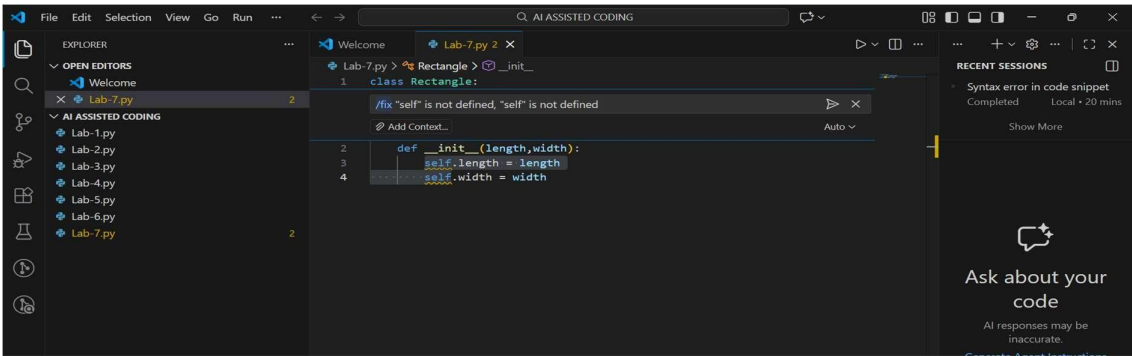 File Edit Selection View Go Run ···
AI ASSISTED CODING
EXPLORER ···
OPEN EDITORS
Welcome
Lab-7.py 2
AI ASSISTED CODING
Lab-1.py
Lab-2.py
Lab-3.py
Lab-4.py
Lab-5.py
Lab-6.py
Lab-7.py 2
Welcome
Lab-7.py 2
Lab-7.py > Rectangle > __init__
1 class Rectangle:
/fix "self" is not defined, "self" is not defined
Add Context...
Auto
2 def __init__(length,width):
3 self.length = length
4 self.width = width
RECENT SESSIONS
Syntax error in code snippet
Completed Local • 20 mins
Show More
Ask about your
code
AI responses may be
inaccurate.
Generate Agent Instructions